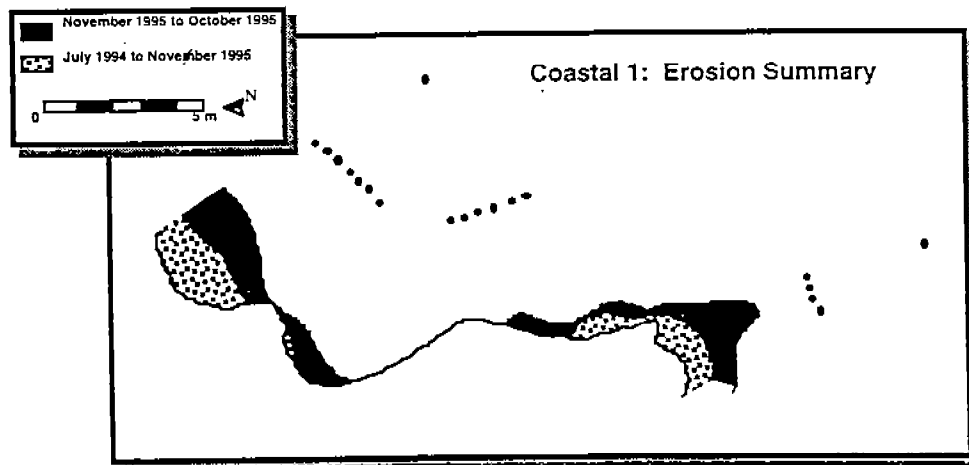 November 1995 to October 1995
July 1994 to November 1995
N
0 5 m
Coastal 1: Erosion Summary